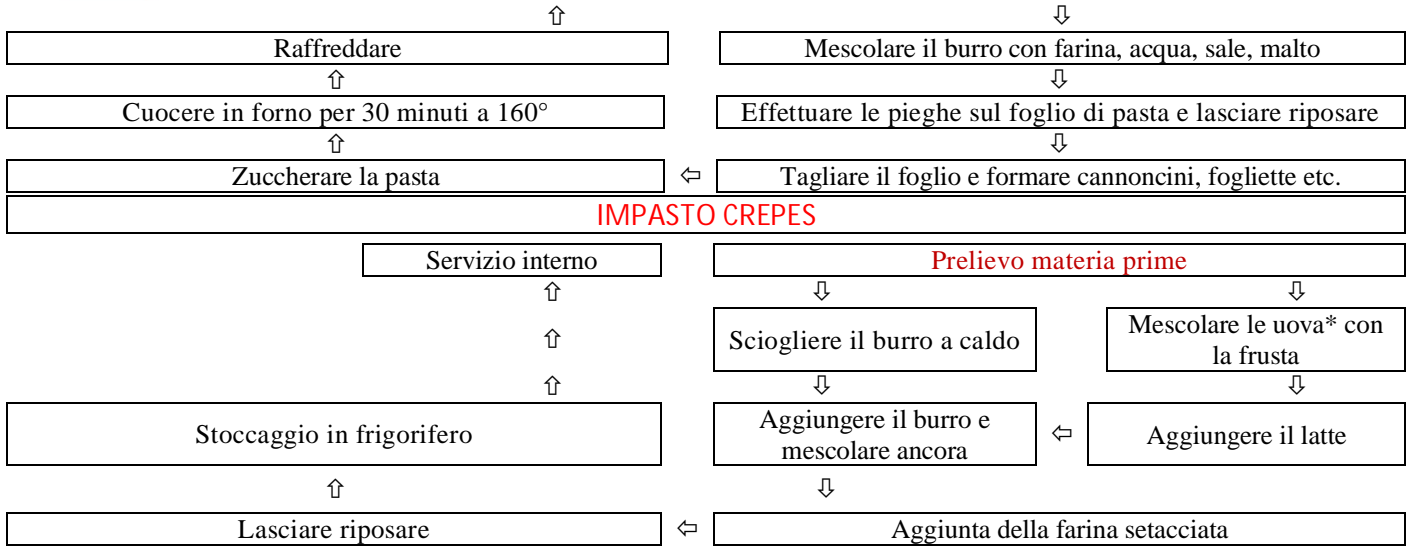 ⇧ ⇩
Raffreddare
Mescolare il burro con farina, acqua, sale, malto
⇧ ⇩
Cuocere in forno per 30 minuti a 160°
Effettuare le pieghe sul foglio di pasta e lasciare riposare
⇧ ⇩
Zuccherare la pasta
⇦
Tagliare il foglio e formare cannoncini, fogliette etc.
IMPASTO CREPES
Servizio interno
Prelievo materia prime
⇧ ⇩ ⇩
⇧
Sciogliere il burro a caldo
Mescolare le uova* con
la frusta
⇧ ⇩ ⇩
Stoccaggio in frigorifero
Aggiungere il burro e
mescolare ancora
⇦
Aggiungere il latte
⇧ ⇩
Lasciare riposare
⇦
Aggiunta della farina setacciata